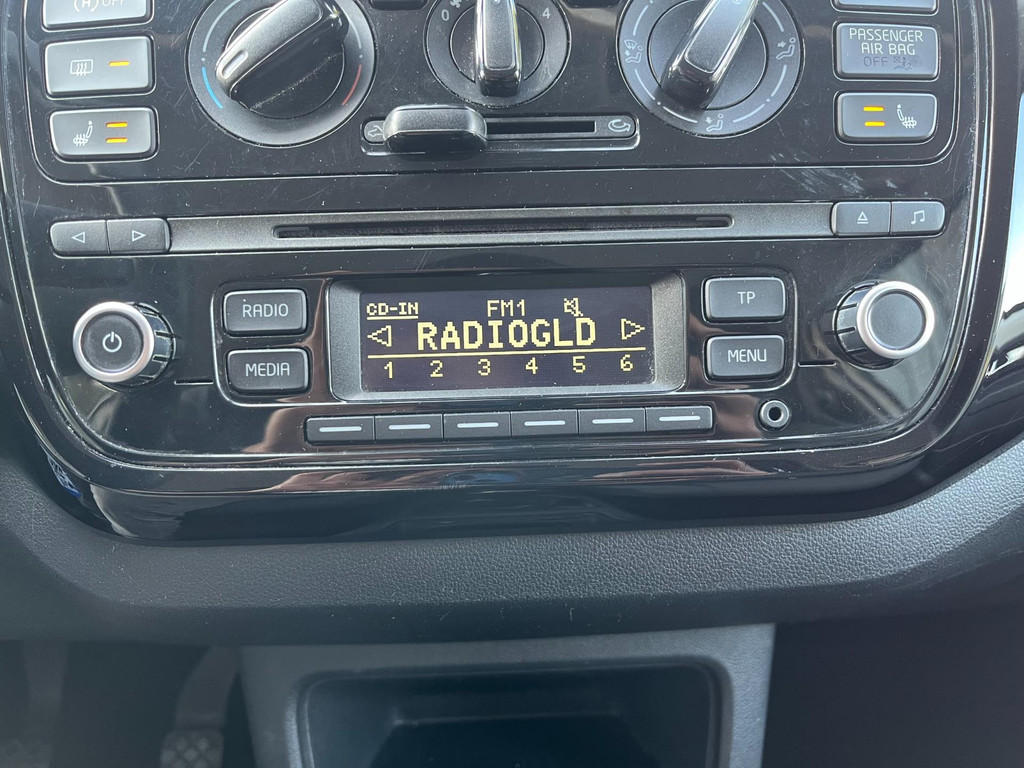 OFF
0
4
PASSENGER
AIR BAG
OFF
RADIO
MEDIA
CD-IN FM1
RADIOGLD
1 2 3 4 5 6
TP
MENU